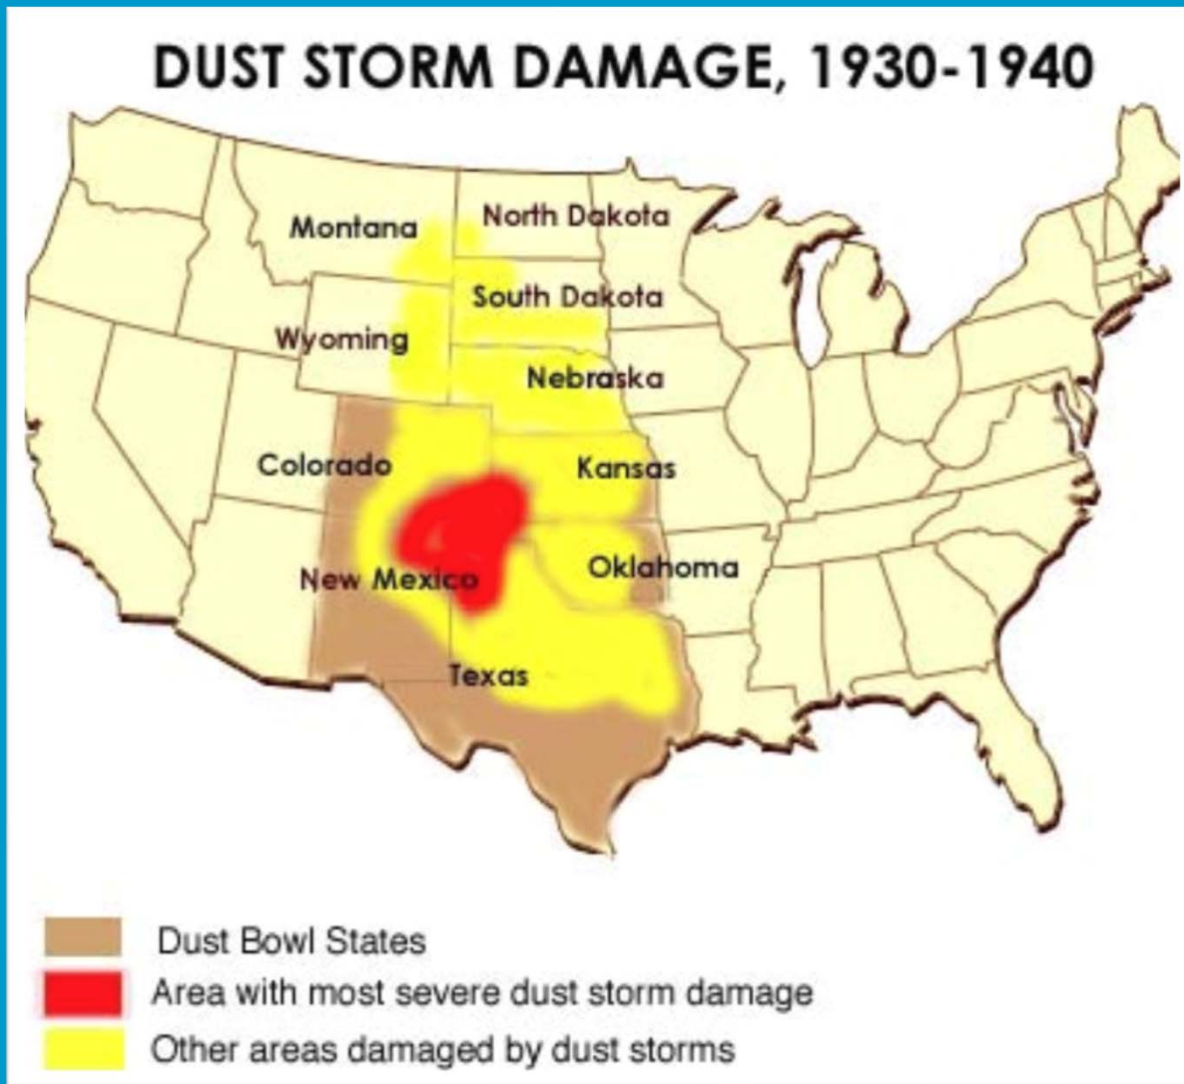 DUST STORM DAMAGE, 1930-1940
Montana
North Dakota
South Dakota
Wyoming
Nebraska
Colorado
Kansas
Oklahoma
New Mexico
Texas
Dust Bowl States
Area with most severe dust storm damage
Other areas damaged by dust storms